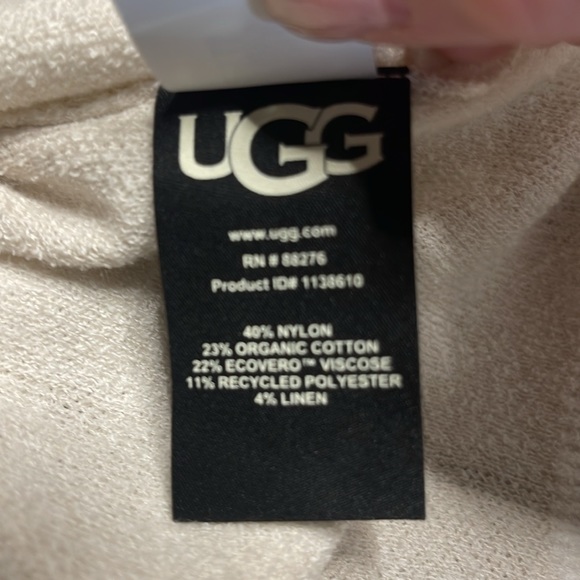 UGG
www.ugg.com
RN # 88276
Product ID# 1138610
40% NYLON
23% ORGANIC COTTON
22% ECOVERO™ VISCOSE
11% RECYCLED POLYESTER
4% LINEN